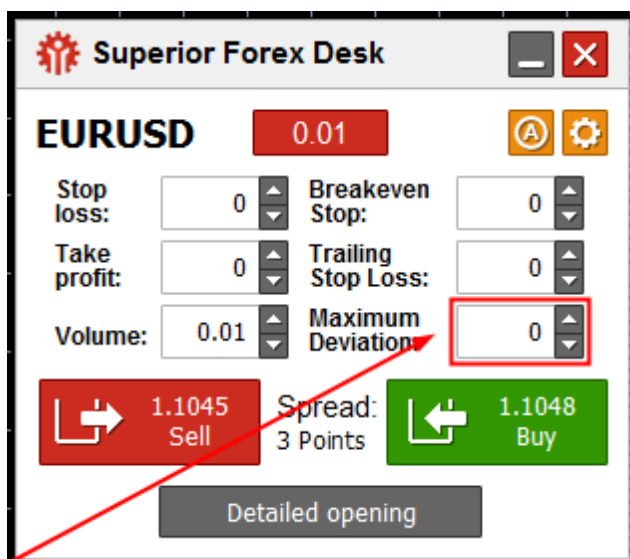 Superior Forex Desk
EURUSD
0.01
A
Stop
loss:
0
Breakeven
Stop:
0
Take
profit:
0
Trailing
Stop Loss:
0
Volume:
0.01
Maximum
Deviation:
0
1.1045
Sell
Spread:
3 Points
1.1048
Buy
Detailed opening